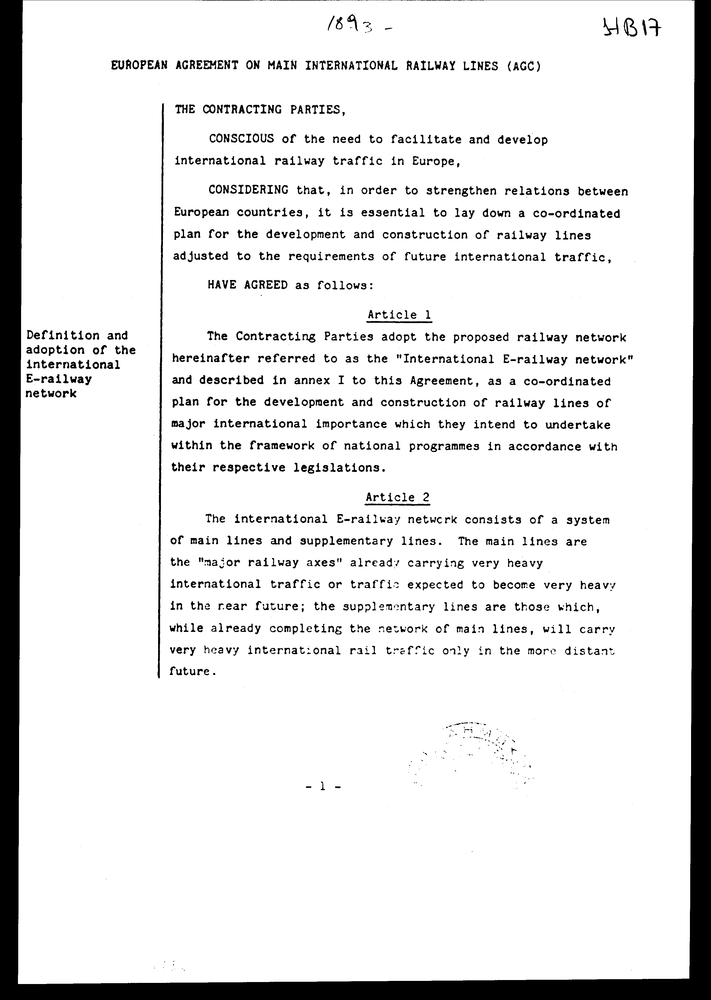 1893 -
HB17
EUROPEAN AGREEMENT ON MAIN INTERNATIONAL RAILWAY LINES (AGC)
THE CONTRACTING PARTIES,
CONSCIOUS of the need to facilitate and develop
international railway traffic in Europe,
CONSIDERING that, in order to strengthen relations between
European countries, it is essential to lay down a co-ordinated
plan for the development and construction of railway lines
adjusted to the requirements of future international traffic,
HAVE AGREED as follows:
Article 1
Definition and
adoption of the
international
E-railway
network
The Contracting Parties adopt the proposed railway network
hereinafter referred to as the "International E-railway network"
and described in annex I to this Agreement, as a co-ordinated
plan for the development and construction of railway lines of
major international importance which they intend to undertake
within the framework of national programmes in accordance with
their respective legislations.
Article 2
The international E-railway network consists of a system
of main lines and supplementary lines. The main lines are
the "major railway axes" already carrying very heavy
international traffic or traffic expected to become very heavy
in the near future; the supplementary lines are those which,
while already completing the network of main lines, will carry
very heavy international rail traffic only in the more distant
future.
- 1 -